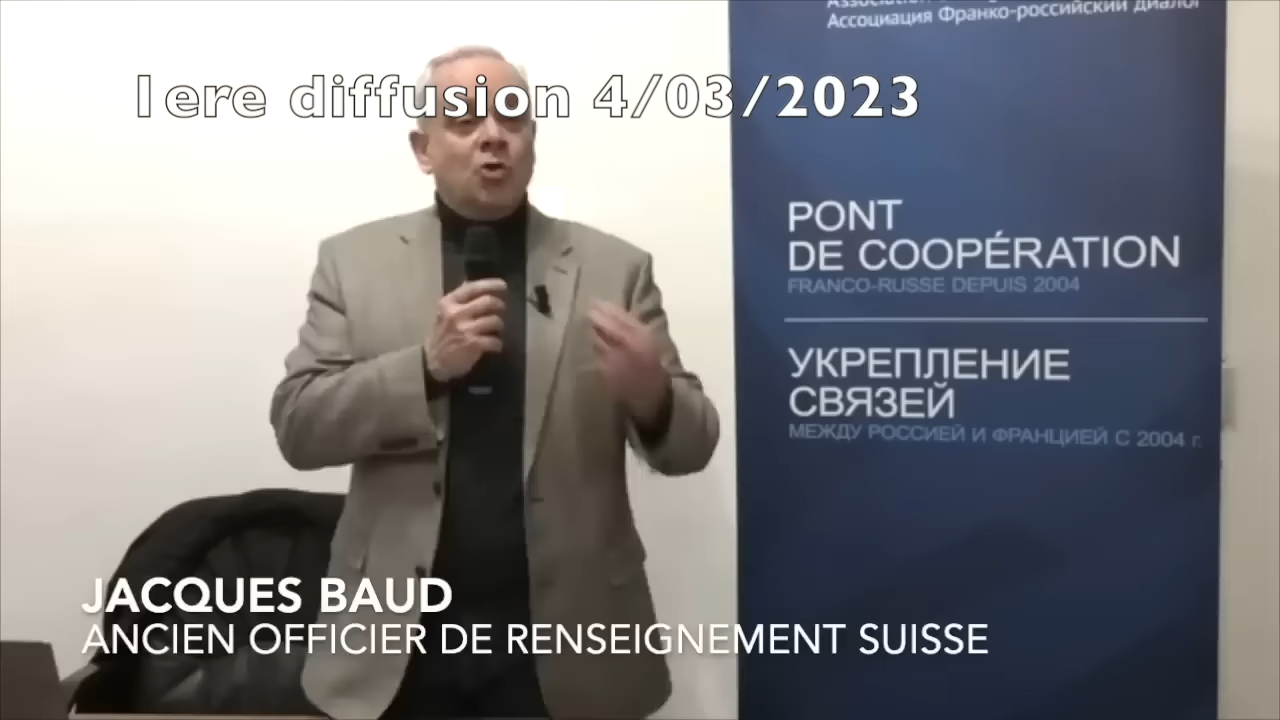 Ассоциация Франко-российский диалог
1ere diffusion 4/03/2023
PONT
DE COOPÉRATION
FRANCO-RUSSE DEPUIS 2004
УКРЕПЛЕНИЕ
СВЯЗЕЙ
МЕЖДУ РОССИЕЙ И ФРАНЦИЕЙ С 2004 г.
JACQUES BAUD
ANCIEN OFFICIER DE RENSEIGNEMENT SUISSE